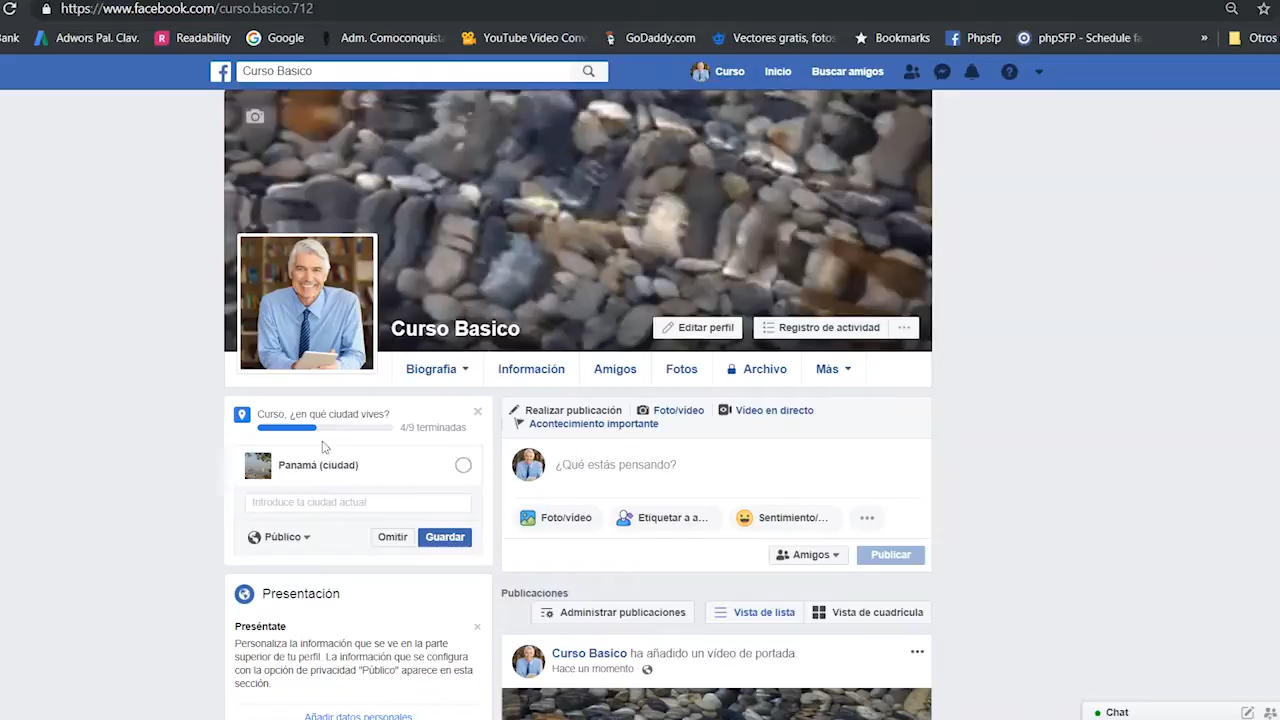 https://www.facebook.com/curso.basico.712
Bank
Adwors Pal. Clav.
Readability
Google
Adm. Comoconquista
YouTube Video Conv
GoDaddy.com
Vectores gratis, fotos
Bookmarks
Phpsfp
phpSFP - Schedule fa
»
Otros
Curso Basico
Curso
Inicio
Buscar amigos
Curso Basico
Editar perfil
Registro de actividad
Biografia
Información
Amigos
Fotos
Archivo
Más
Curso, ¿en qué ciudad vives?
4/9 terminadas
Panamá (ciudad)
Introduce la ciudad actual
Público
Omitir
Guardar
Presentación
Preséntate
Personaliza la información que se ve en la parte
superior de tu perfil. La información que se configura
con la opción de privacidad "Público" aparece en esta
sección.
Añadir datos personales
Realizar publicación
Foto/vídeo
Vídeo en directo
Acontecimiento importante
¿Qué estás pensando?
Foto/vídeo
Etiquetar a a...
Sentimiento/...
Amigos
Publicar
Publicaciones
Administrar publicaciones
Vista de lista
Vista de cuadrícula
Curso Basico ha añadido un vídeo de portada.
Hace un momento
Chat